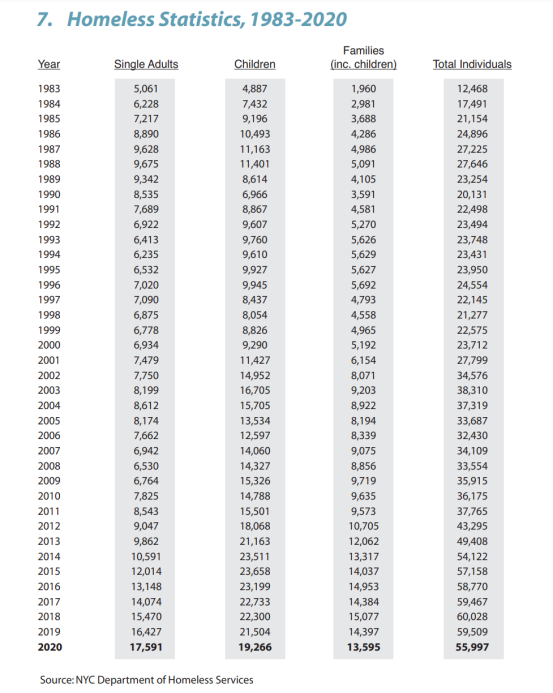 7. Homeless Statistics, 1983-2020
Families
Year Single Adults Children (inc. children) Total Individuals
1983 5,061 4,887 1,960 12,468
1984 6,228 7,432 2,981 17,491
1985 7,217 9,196 3,688 21,154
1986 8,890 10,493 4,286 24,896
1987 9,628 11,163 4,986 27,225
1988 9,675 11,401 5,091 27,646
1989 9,342 8,614 4,105 23,254
1990 8,535 6,966 3,591 20,131
1991 7,689 8,867 4,581 22,498
1992 6,922 9,607 5,270 23,494
1993 6,413 9,760 5,626 23,748
1994 6,235 9,610 5,629 23,431
1995 6,532 9,927 5,627 23,950
1996 7,020 9,945 5,692 24,554
1997 7,090 8,437 4,793 22,145
1998 6,875 8,054 4,558 21,277
1999 6,778 8,826 4,965 22,575
2000 6,934 9,290 5,192 23,712
2001 7,479 11,427 6,154 27,799
2002 7,750 14,952 8,071 34,576
2003 8,199 16,705 9,203 38,310
2004 8,612 15,705 8,922 37,319
2005 8,174 13,534 8,194 33,687
2006 7,662 12,597 8,339 32,430
2007 6,942 14,060 9,075 34,109
2008 6,530 14,327 8,856 33,554
2009 6,764 15,326 9,719 35,915
2010 7,825 14,788 9,635 36,175
2011 8,543 15,501 9,573 37,765
2012 9,047 18,068 10,705 43,295
2013 9,862 21,163 12,062 49,408
2014 10,591 23,511 13,317 54,122
2015 12,014 23,658 14,037 57,158
2016 13,148 23,199 14,953 58,770
2017 14,074 22,733 14,384 59,467
2018 15,470 22,300 15,077 60,028
2019 16,427 21,504 14,397 59,509
2020 17,591 19,266 13,595 55,997
Source: NYC Department of Homeless Services